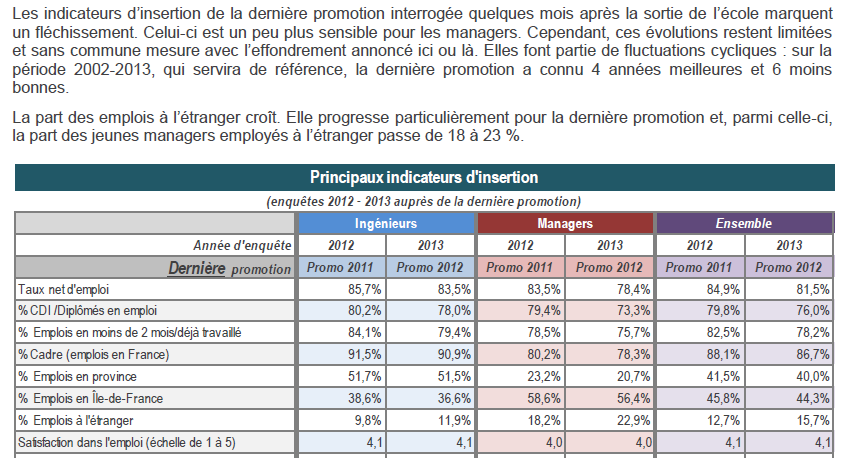 Les indicateurs d’insertion de la dernière promotion interrogée quelques mois après la sortie de l’école marquent
un fléchissement. Celui-ci est un peu plus sensible pour les managers. Cependant, ces évolutions restent limitées
et sans commune mesure avec l’effondrement annoncé ici ou là. Elles font partie de fluctuations cycliques : sur la
période 2002-2013, qui servira de référence, la dernière promotion a connu 4 années meilleures et 6 moins
bonnes.
La part des emplois à l’étranger croît. Elle progresse particulièrement pour la dernière promotion et, parmi celle-ci,
la part des jeunes managers employés à l’étranger passe de 18 à 23 %.
Principaux indicateurs d'insertion
(enquêtes 2012 - 2013 auprès de la dernière promotion)
Ingénieurs Managers Ensemble
Année d'enquête 2012 2013 2012 2013 2012 2013
Dernière promotion Promo 2011 Promo 2012 Promo 2011 Promo 2012 Promo 2011 Promo 2012
Taux net d'emploi 85,7% 83,5% 83,5% 78,4% 84,9% 81,5%
% CDI /Diplômés en emploi 80,2% 78,0% 79,4% 73,3% 79,8% 76,0%
% Emplois en moins de 2 mois/déjà travaillé 84,1% 79,4% 78,5% 75,7% 82,5% 78,2%
% Cadre (emplois en France) 91,5% 90,9% 80,2% 78,3% 88,1% 86,7%
% Emplois en province 51,7% 51,5% 23,2% 20,7% 41,5% 40,0%
% Emplois en Île-de-France 38,6% 36,6% 58,6% 56,4% 45,8% 44,3%
% Emplois à l'étranger 9,8% 11,9% 18,2% 22,9% 12,7% 15,7%
Satisfaction dans l'emploi (échelle de 1 à 5) 4,1 4,1 4,0 4,0 4,1 4,1